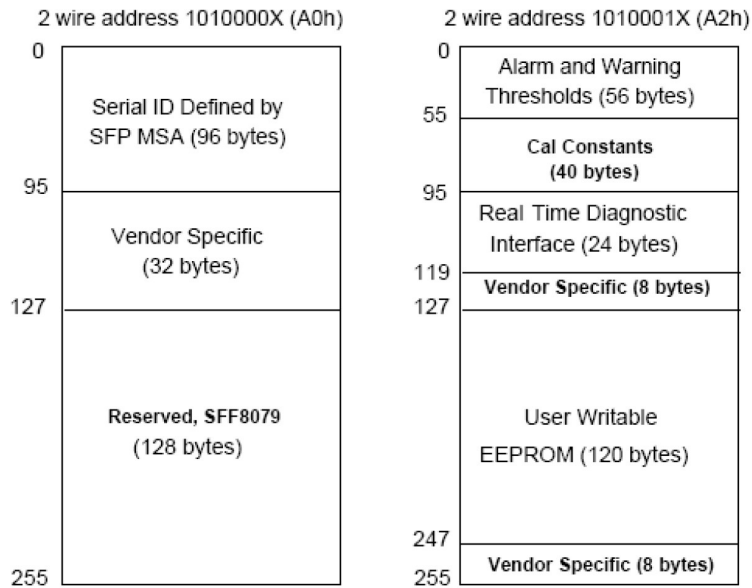 2 wire address 1010000X (A0h)
0
Serial ID Defined by
SFP MSA (96 bytes)
95
Vendor Specific
(32 bytes)
127
Reserved, SFF8079
(128 bytes)
255
2 wire address 1010001X (A2h)
0
Alarm and Warning
Thresholds (56 bytes)
55
Cal Constants
(40 bytes)
95
Real Time Diagnostic
Interface (24 bytes)
119
Vendor Specific (8 bytes)
127
User Writable
EEPROM (120 bytes)
247
Vendor Specific (8 bytes)
255